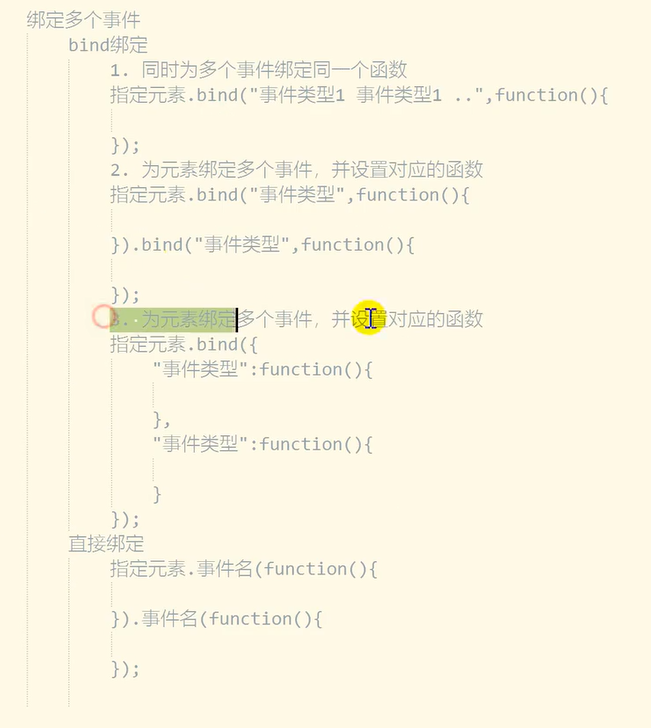 绑定多个事件
bind绑定
1. 同时为多个事件绑定同一个函数
指定元素.bind("事件类型1 事件类型1 ..",function(){
});
2. 为元素绑定多个事件，并设置对应的函数
指定元素.bind("事件类型",function(){
}).bind("事件类型",function(){
});
3. 为元素绑定多个事件，并设置对应的函数
指定元素.bind({
"事件类型":function(){
},
"事件类型":function(){
}
});
直接绑定
指定元素.事件名(function(){
}).事件名(function(){
});